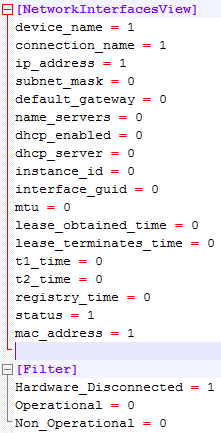 [NetworkInterfacesView]
device_name = 1
connection_name = 1
ip_address = 1
subnet_mask = 0
default_gateway = 0
name_servers = 0
dhcp_enabled = 0
dhcp_server = 0
instance_id = 0
interface_guid = 0
mtu = 0
lease_obtained_time = 0
lease_terminates_time = 0
t1_time = 0
t2_time = 0
registry_time = 0
status = 1
mac_address = 1
[Filter]
Hardware_Disconnected = 1
Operational = 0
Non_Operational = 0